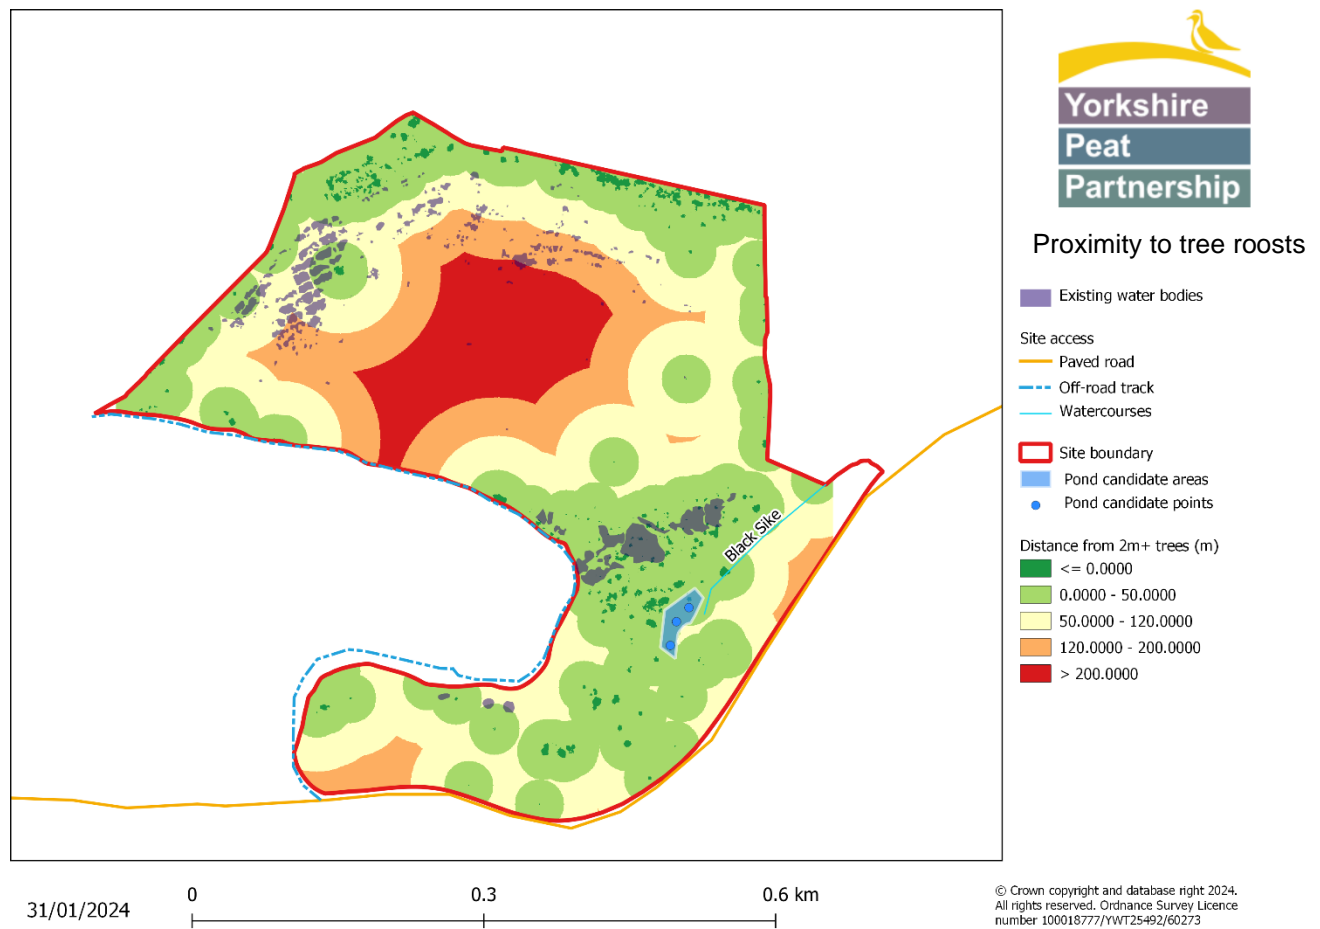 Yorkshire
Peat
Partnership
Proximity to tree roosts
Existing water bodies
Site access
Paved road
Off-road track
Watercourses
Site boundary
Pond candidate areas
Pond candidate points
Distance from 2m+ trees (m)
<= 0.0000
0.0000 - 50.0000
50.0000 - 120.0000
120.0000 - 200.0000
> 200.0000
Black Sike
0 0.3 0.6 km
31/01/2024
© Crown copyright and database right 2024.
All rights reserved. Ordnance Survey Licence
number 100018777/YWT25492/60273